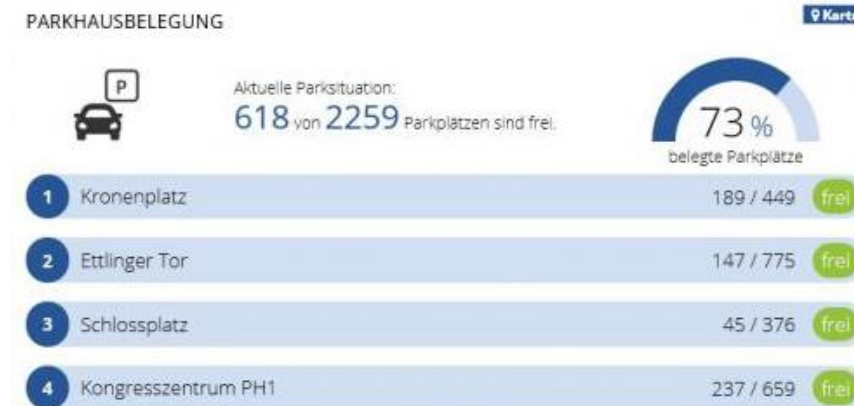 PARKHAUSBELEGUNG
P
Aktuelle Parksituation:
618 von 2259 Parkplätzen sind frei.
73 %
belegte Parkplätze
1 Kronenplatz 189 / 449 frei
2 Ettlinger Tor 147 / 775 frei
3 Schlossplatz 45 / 376 frei
4 Kongresszentrum PH1 237 / 659 frei